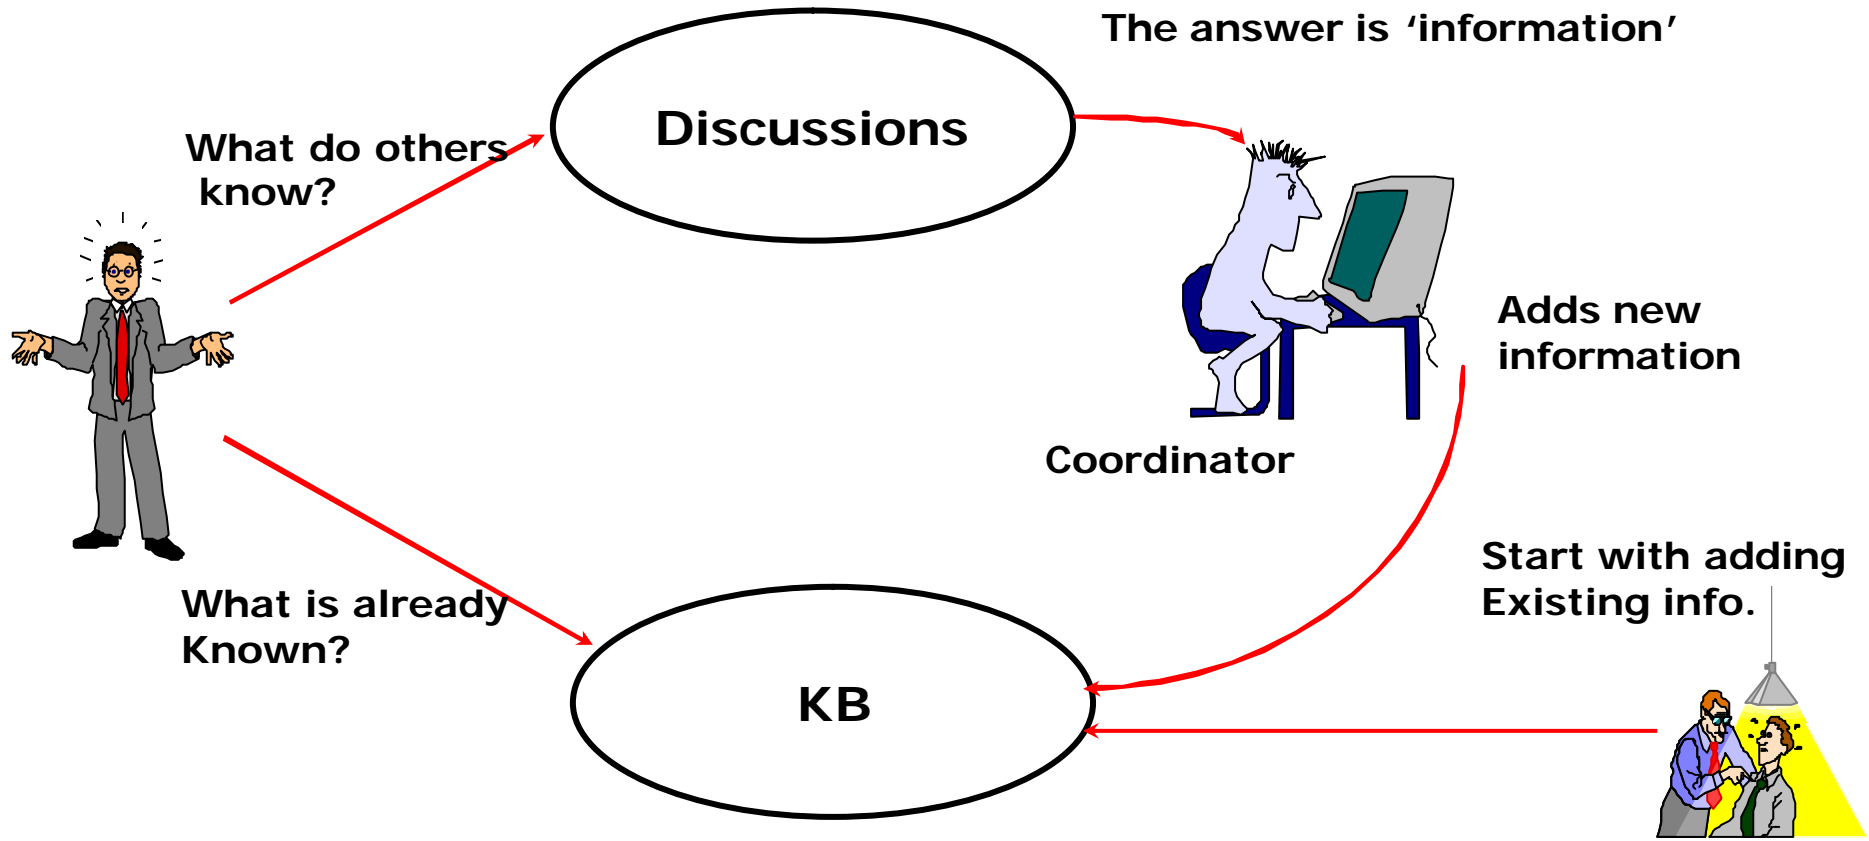 The answer is ‘information’
Discussions
What do others
know?
Adds new
information
Coordinator
Start with adding
Existing info.
What is already
Known?
KB